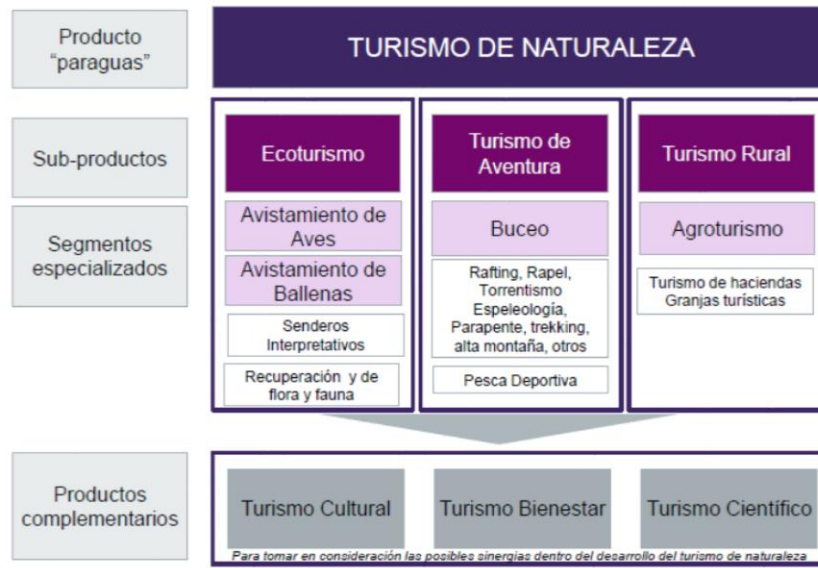 Producto
“paraguas”
TURISMO DE NATURALEZA
Sub-productos
Ecoturismo
Turismo de
Aventura
Turismo Rural
Segmentos
especializados
Avistamiento de
Aves
Avistamiento de
Ballenas
Senderos
Interpretativos
Recuperación y de
flora y fauna
Buceo
Rafting, Rapel,
Torrentismo
Espeleología,
Parapente, trekking,
alta montaña, otros
Pesca Deportiva
Agroturismo
Turismo de haciendas
Granjas turísticas
Productos
complementarios
Turismo Cultural
Turismo Bienestar
Turismo Científico
Para tomar en consideración las posibles sinergias dentro del desarrollo del turismo de naturaleza